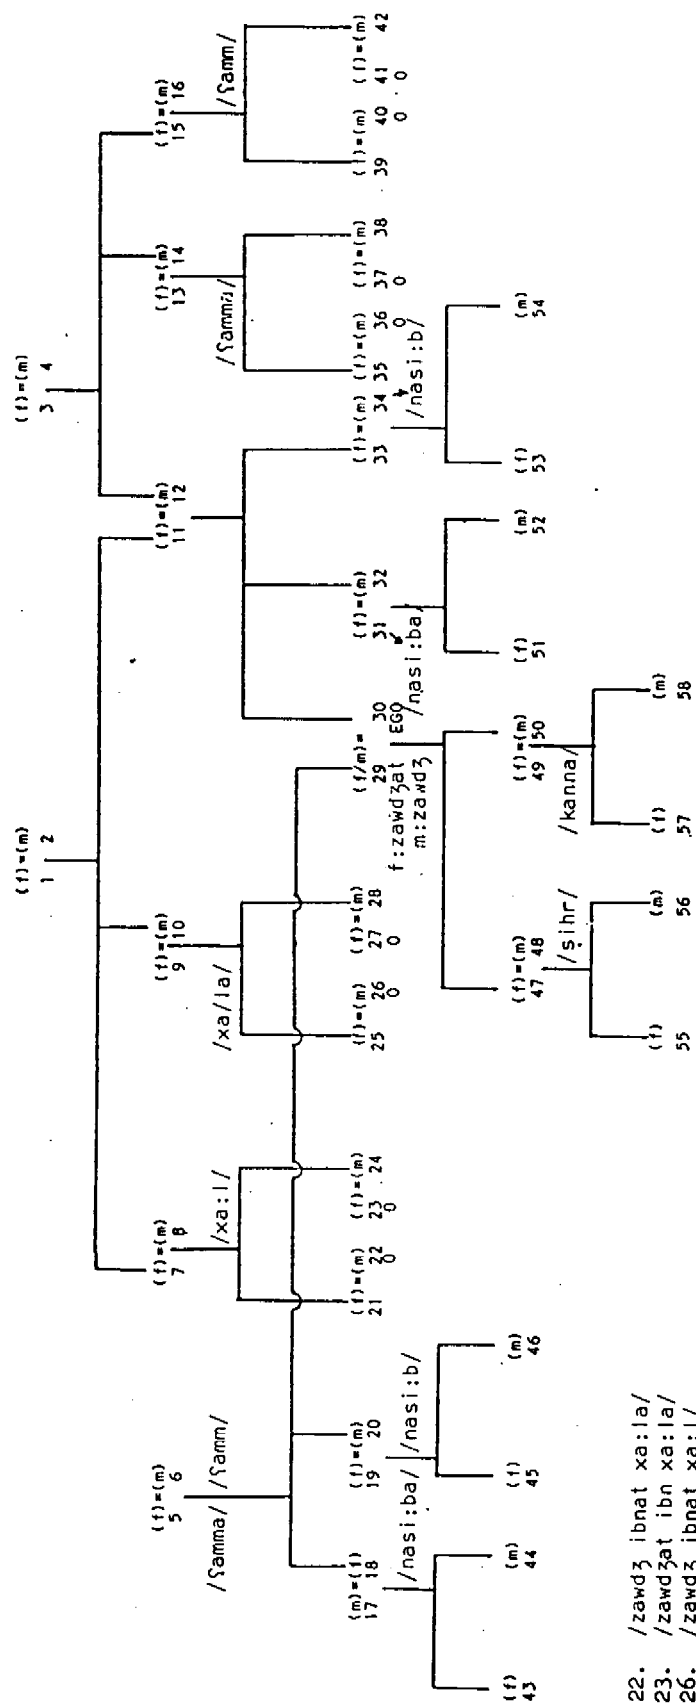 (f)=(m) (f)=(m)
1 2 3 4
(f)=(m) (f)=(m) (f)=(m) (f)=(m) (f)=(m) (f)=(m)
5 6 7 8 9 10 11 12 13 14 15 16
/ʕamma/ /ʕamm/ /xa:l/ /xa/la/ /ʕamma/ /ʕamm/
(m)=(f) (f)=(m) (f)=(m) (f)=(m) (f)=(m) (f)=(m) (f/m)= EGO (f)=(m) (f)=(m) (f)=(m) (f)=(m) (f)=(m) (f)=(m)
17 18 19 20 21 22 23 24 25 26 27 28 29 30 31 32 33 34 35 36 37 38 39 40 41 42
0 0 0 0 0 0 0 0
/nasi:ba/ /nasi:b/ f:zawdʒat /nasi:ba/ /nasi:b/
m:zawdʒ
(f) (m) (f) (m) (f)=(m) (f)=(m) (f) (m) (f) (m)
43 44 45 46 47 48 49 50 51 52 53 54
/ṣihr/ /kanna/
(f) (m) (f) (m)
55 56 57 58
22. /zawdʒ ibnat xa:la/
23. /zawdʒat ibn xa:la/
26. /zawdʒ ibnat xa:l/